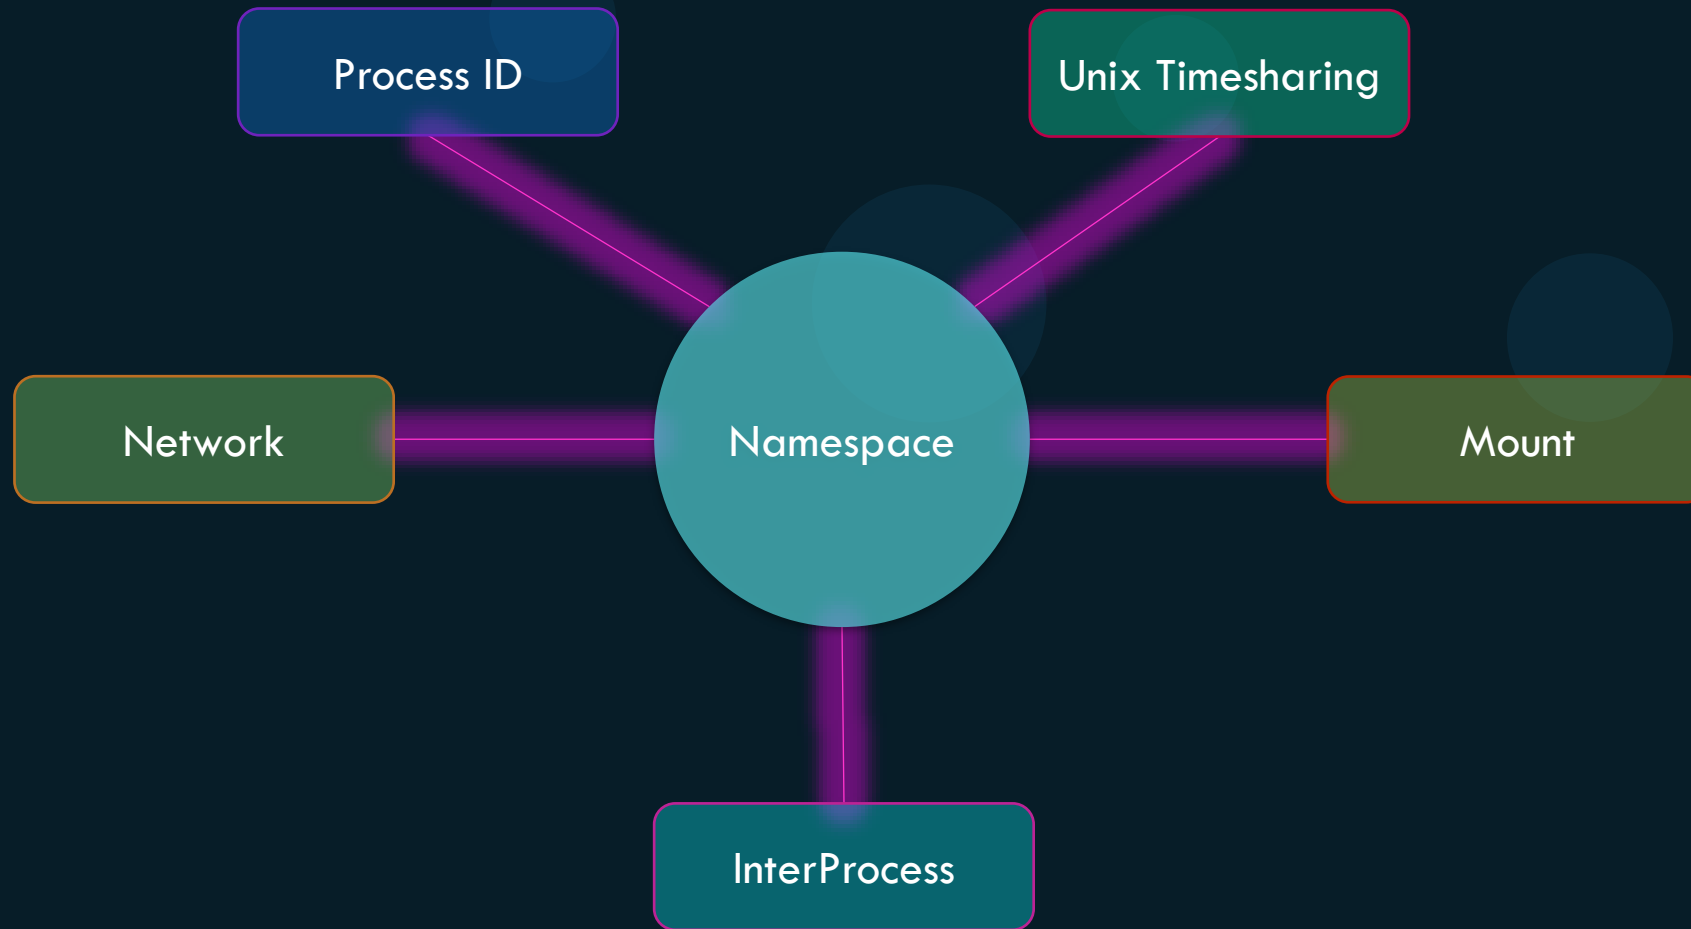 Process ID
Unix Timesharing
Network
Namespace
Mount
InterProcess